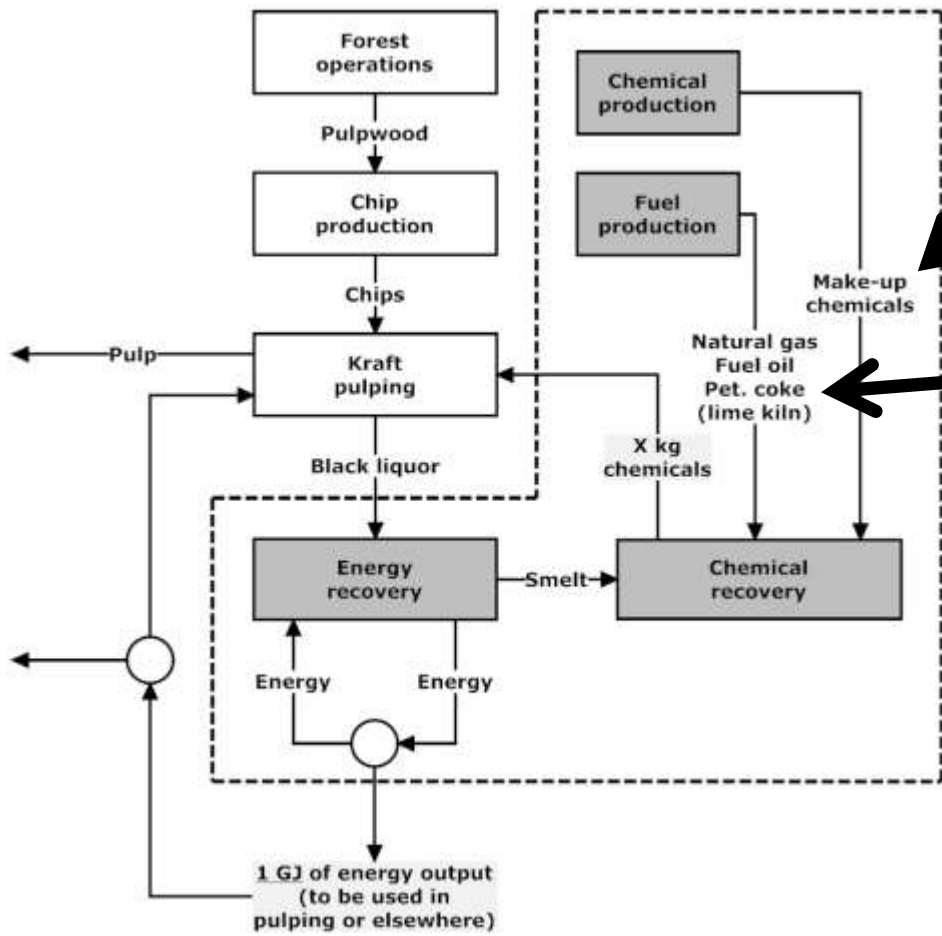 Forest
operations
Pulpwood
Chip
production
Chips
Pulp
Kraft
pulping
Black liquor
Chemical
production
Fuel
production
Make-up
chemicals
Natural gas
Fuel oil
Pet. coke
(lime kiln)
X kg
chemicals
Energy
recovery
Smelt
Chemical
recovery
Energy
Energy
1 GJ of energy output
(to be used in
pulping or elsewhere)